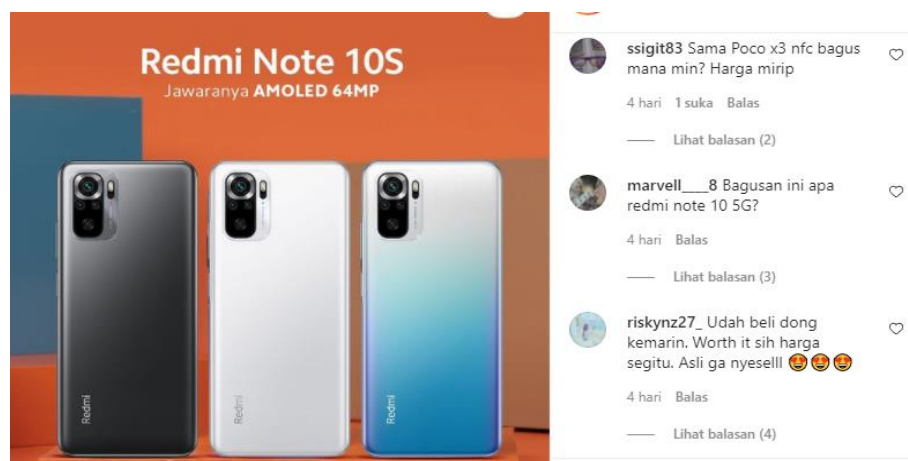 Redmi Note 10S
Jawaranya AMOLED 64MP
Redmi
Redmi
Redmi
ssigit83 Sama Poco x3 nfc bagus
mana min? Harga mirip
4 hari 1 suka Balas
Lihat balasan (2)
marvell____8 Bagusan ini apa
redmi note 10 5G?
4 hari Balas
Lihat balasan (3)
riskynz27_ Udah beli dong
kemarin. Worth it sih harga
segitu. Asli ga nyeselll 😍😍😍
4 hari Balas
Lihat balasan (4)